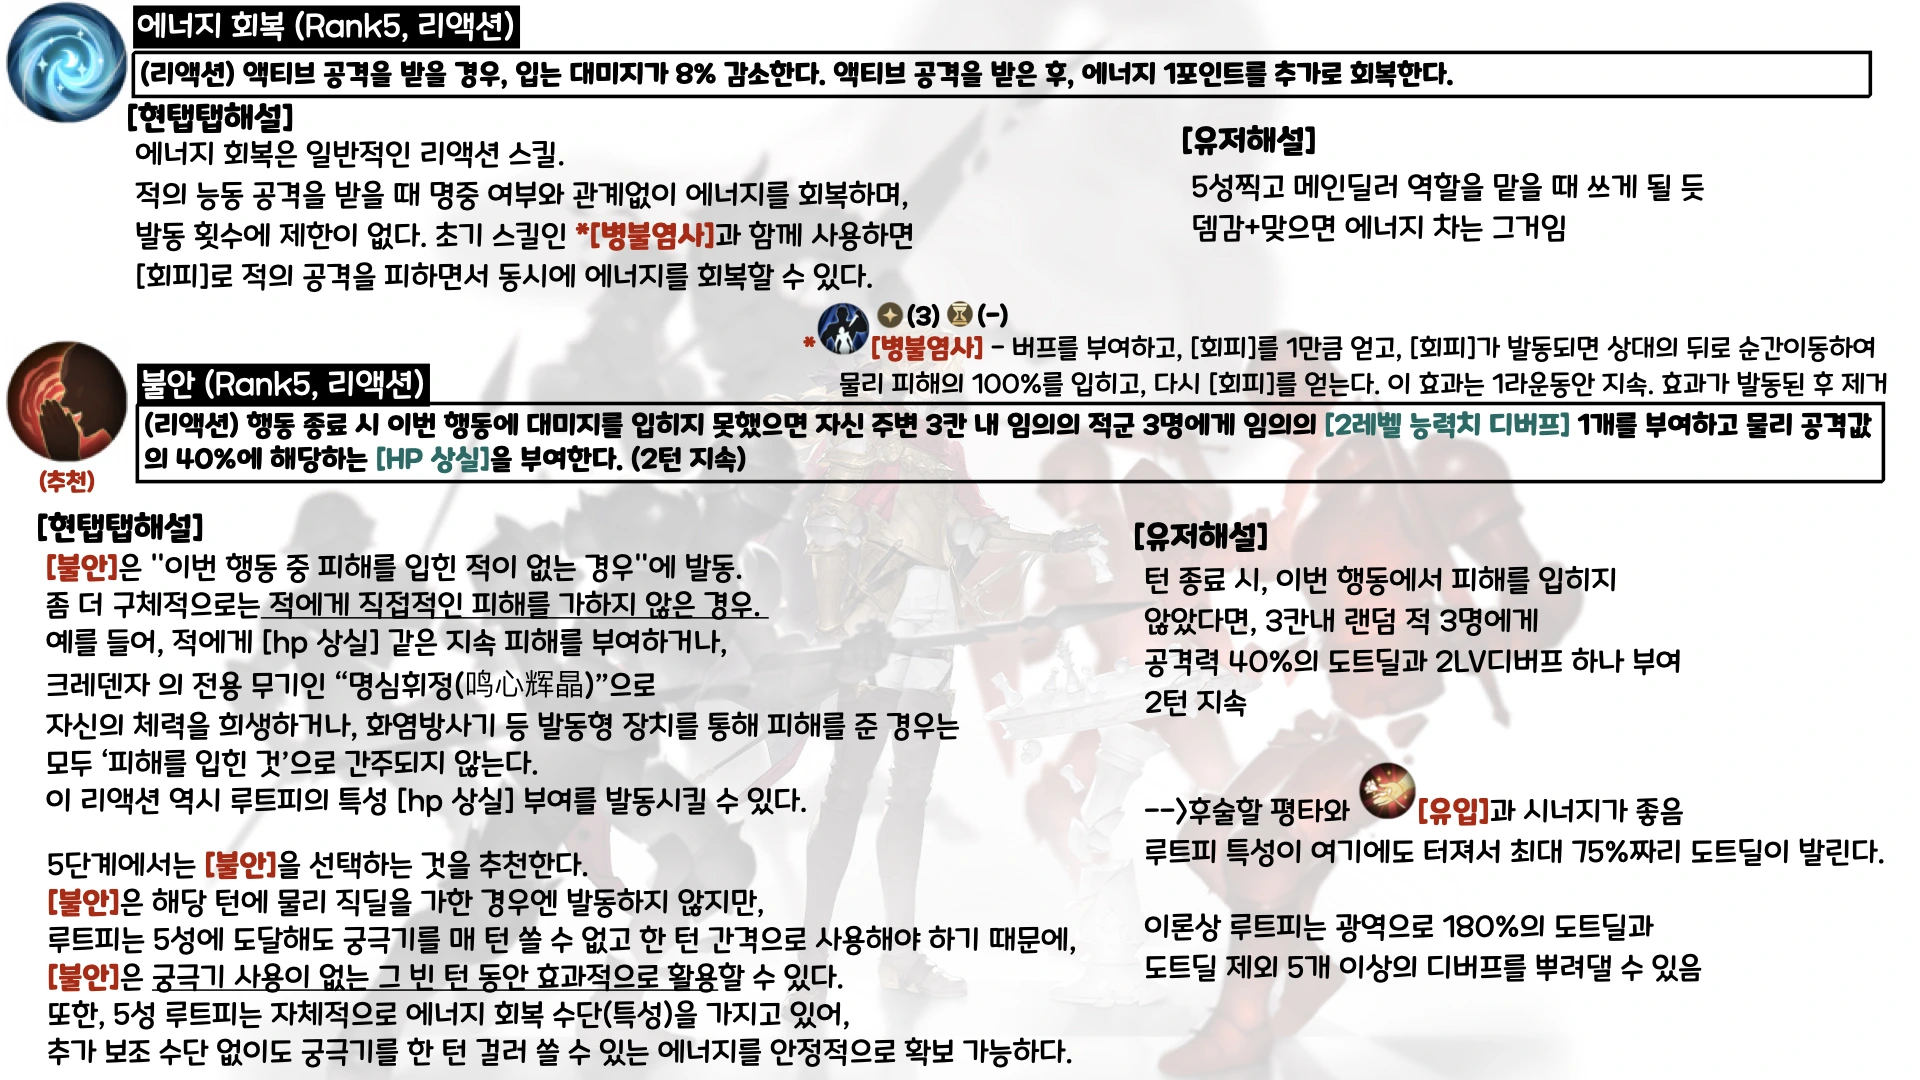 에너지 회복 (Rank5, 리액션)
(리액션) 액티브 공격을 받을 경우, 입는 대미지가 8% 감소한다. 액티브 공격을 받은 후, 에너지 1포인트를 추가로 회복한다.
[현탭탭해설]
에너지 회복은 일반적인 리액션 스킬.
적의 능동 공격을 받을 때 명중 여부와 관계없이 에너지를 회복하며,
발동 횟수에 제한이 없다. 초기 스킬인 *[병불염사]과 함께 사용하면
[회피]로 적의 공격을 피하면서 동시에 에너지를 회복할 수 있다.
[유저해설]
5성찍고 메인딜러 역할을 맡을 때 쓰게 될 듯
뎀감+맞으면 에너지 차는 그거임
(3) (-)
*[병불염사] - 버프를 부여하고, [회피]를 1만큼 얻고, [회피]가 발동되면 상대의 뒤로 순간이동하여
물리 피해의 100%를 입히고, 다시 [회피]를 얻는다. 이 효과는 1라운동안 지속. 효과가 발동된 후 제거
불안 (Rank5, 리액션)
(리액션) 행동 종료 시 이번 행동에 대미지를 입히지 못했으면 자신 주변 3칸 내 임의의 적군 3명에게 임의의 [2레벨 능력치 디버프] 1개를 부여하고 물리 공격값
의 40%에 해당하는 [HP 상실]을 부여한다. (2턴 지속)
(추천)
[현탭탭해설]
[불안]은 "이번 행동 중 피해를 입힌 적이 없는 경우"에 발동.
좀 더 구체적으로는 적에게 직접적인 피해를 가하지 않은 경우.
예를 들어, 적에게 [hp 상실] 같은 지속 피해를 부여하거나,
크레덴자 의 전용 무기인 “명심휘정(鸣心辉晶)”으로
자신의 체력을 희생하거나, 화염방사기 등 발동형 장치를 통해 피해를 준 경우는
모두 ‘피해를 입힌 것’으로 간주되지 않는다.
이 리액션 역시 루트피의 특성 [hp 상실] 부여를 발동시킬 수 있다.
5단계에서는 [불안]을 선택하는 것을 추천한다.
[불안]은 해당 턴에 물리 직딜을 가한 경우엔 발동하지 않지만,
루트피는 5성에 도달해도 궁극기를 매 턴 쓸 수 없고 한 턴 간격으로 사용해야 하기 때문에,
[불안]은 궁극기 사용이 없는 그 빈 턴 동안 효과적으로 활용할 수 있다.
또한, 5성 루트피는 자체적으로 에너지 회복 수단(특성)을 가지고 있어,
추가 보조 수단 없이도 궁극기를 한 턴 걸러 쓸 수 있는 에너지를 안정적으로 확보 가능하다.
[유저해설]
턴 종료 시, 이번 행동에서 피해를 입히지
않았다면, 3칸내 랜덤 적 3명에게
공격력 40%의 도트딜과 2LV디버프 하나 부여
2턴 지속
-->후술할 평타와 [유입]과 시너지가 좋음
루트피 특성이 여기에도 터져서 최대 75%짜리 도트딜이 발린다.
이론상 루트피는 광역으로 180%의 도트딜과
도트딜 제외 5개 이상의 디버프를 뿌려댈 수 있음